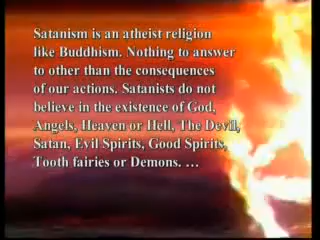 Satanism is an atheist religion
like Buddhism. Nothing to answer
to other than the consequences
of our actions. Satanists do not
believe in the existence of God,
Angels, Heaven or Hell, The Devil,
Satan, Evil Spirits, Good Spirits,
Tooth fairies or Demons. ...